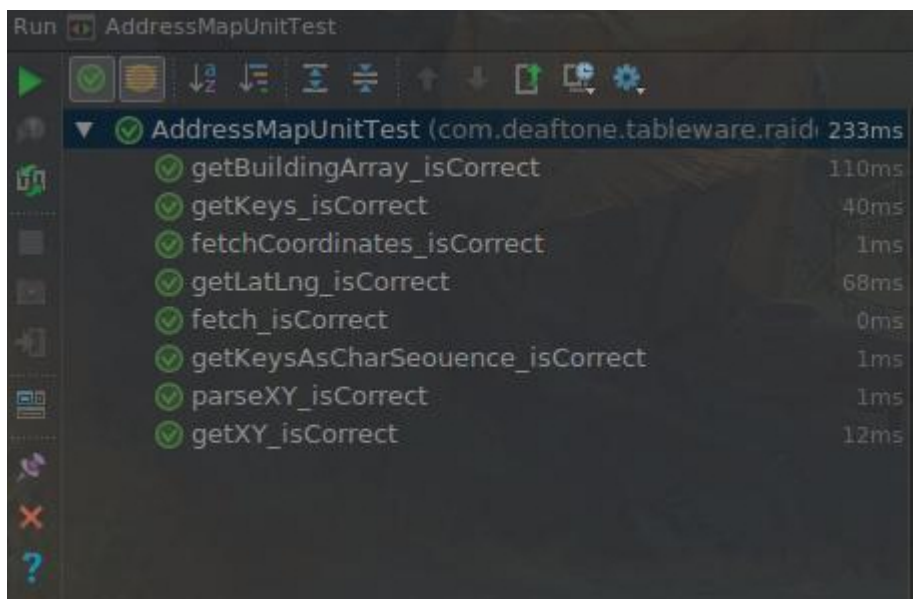 Run AddressMapUnitTest
AddressMapUnitTest (com.deaftone.tableware.raid 233ms
getBuildingArray_isCorrect 110ms
getKeys_isCorrect 40ms
fetchCoordinates_isCorrect 1ms
getLatLng_isCorrect 68ms
fetch_isCorrect 0ms
getKeysAsCharSeouence_isCorrect 1ms
parseXY_isCorrect 1ms
getXY_isCorrect 12ms